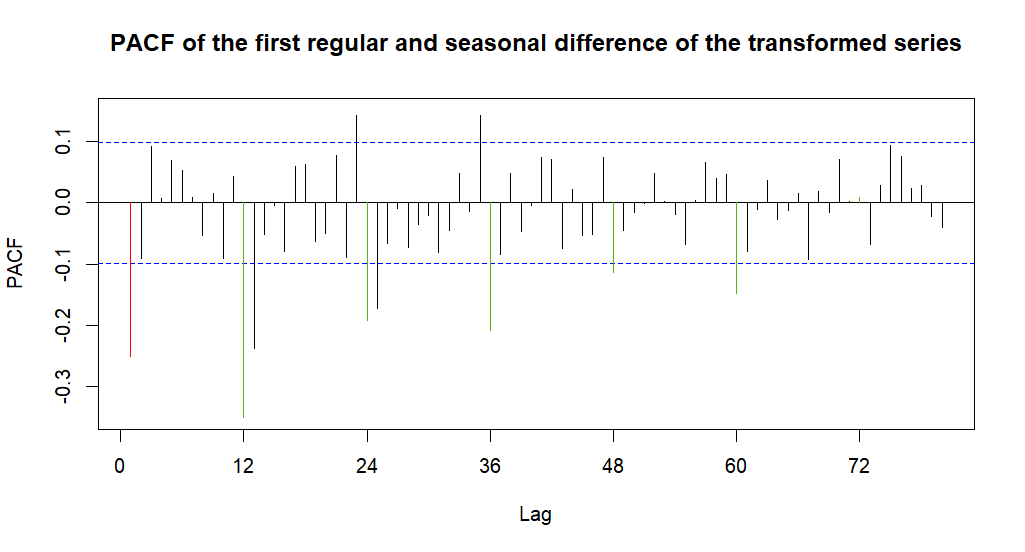 PACF of the first regular and seasonal difference of the transformed series
PACF
0.1
0.0
-0.1
-0.2
-0.3
0 12 24 36 48 60 72
Lag